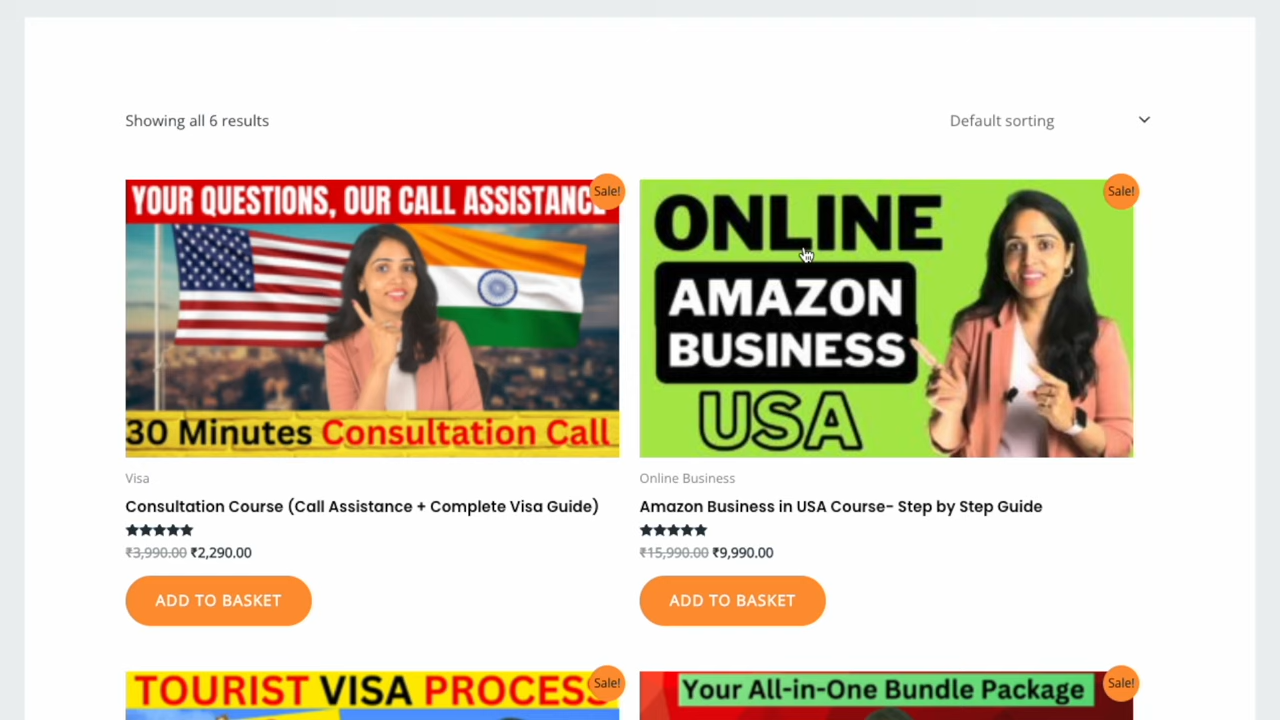 Showing all 6 results
Default sorting
YOUR QUESTIONS, OUR CALL ASSISTANCE
Sale!
30 Minutes Consultation Call
Visa
Consultation Course (Call Assistance + Complete Visa Guide)
₹3,990.00 ₹2,290.00
ADD TO BASKET
ONLINE
Sale!
AMAZON
BUSINESS
USA
Online Business
Amazon Business in USA Course- Step by Step Guide
₹15,990.00 ₹9,990.00
ADD TO BASKET
TOURIST VISA PROCESS
Sale!
Your All-in-One Bundle Package
Sale!